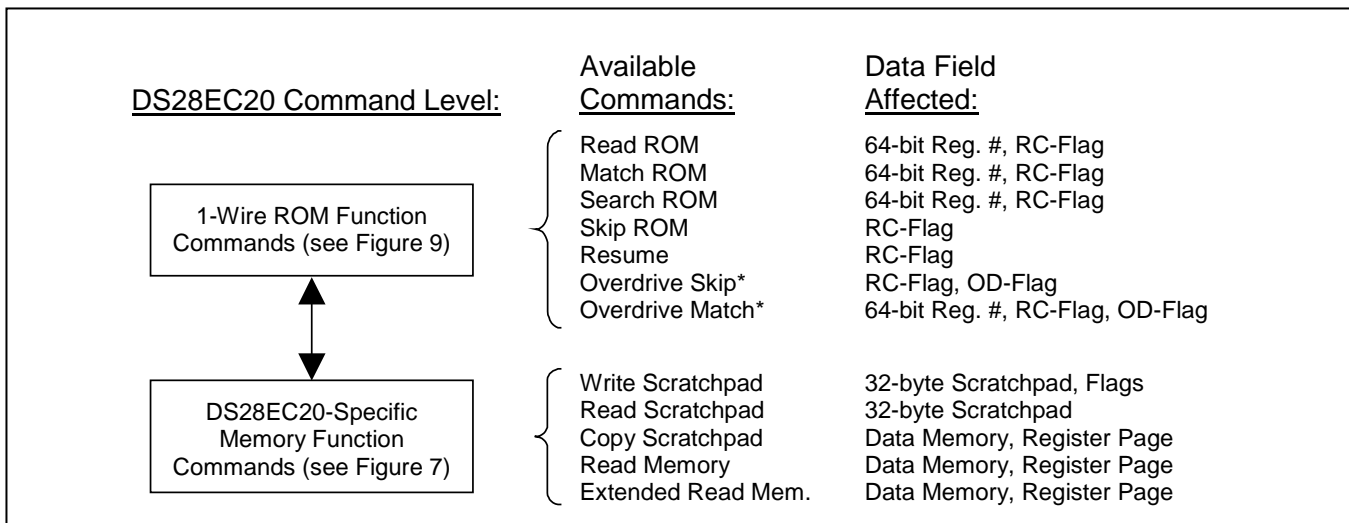 DS28EC20 Command Level:
Available
Commands:
Data Field
Affected:
1-Wire ROM Function
Commands (see Figure 9)
Read ROM 64-bit Reg. #, RC-Flag
Match ROM 64-bit Reg. #, RC-Flag
Search ROM 64-bit Reg. #, RC-Flag
Skip ROM RC-Flag
Resume RC-Flag
Overdrive Skip* RC-Flag, OD-Flag
Overdrive Match* 64-bit Reg. #, RC-Flag, OD-Flag
DS28EC20-Specific
Memory Function
Commands (see Figure 7)
Write Scratchpad 32-byte Scratchpad, Flags
Read Scratchpad 32-byte Scratchpad
Copy Scratchpad Data Memory, Register Page
Read Memory Data Memory, Register Page
Extended Read Mem. Data Memory, Register Page